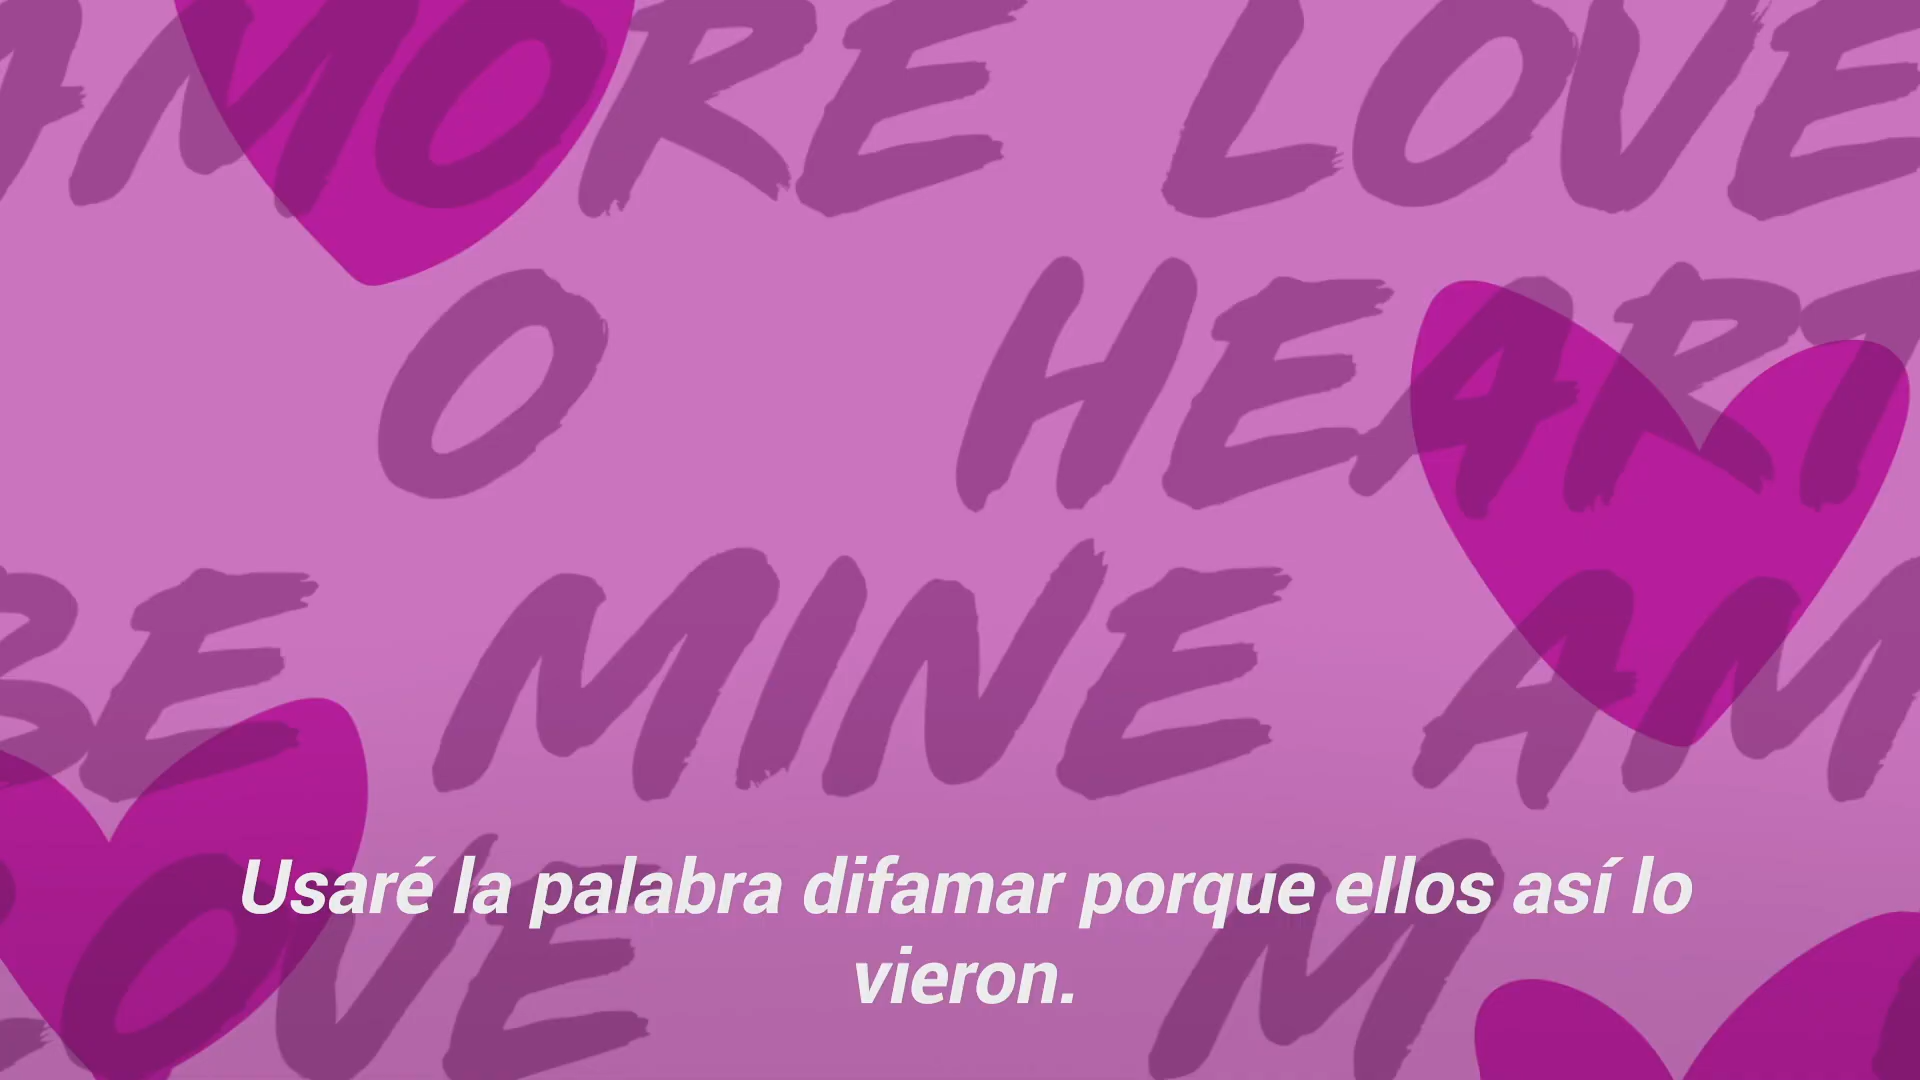 AMORE LOVE
O HEART
BE MINE AM
OVE M
Usaré la palabra difamar porque ellos así lo
vieron.